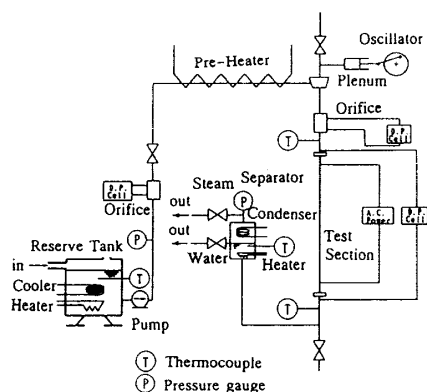 Oscillator
Pre-Heater
Plenum
Orifice
T
D.P. Cell
D.P. Cell
Orifice
out
Steam Separator
P
Condenser
out
Water
T
Heater
A.C. Power
D.P. Cell
Test Section
P
Reserve Tank
in
T
Cooler
Heater
Pump
T
T Thermocouple
P Pressure gauge